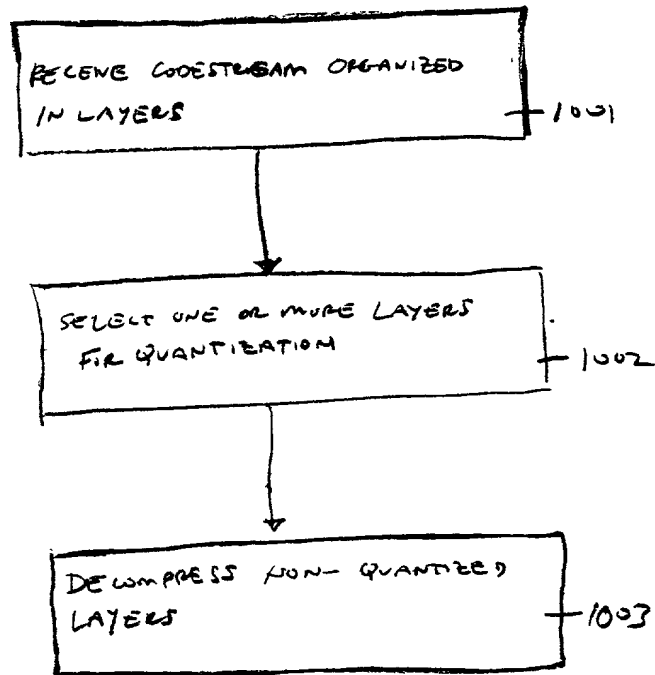 RECEIVE CODESTREAM ORGANIZED
IN LAYERS
1001
SELECT ONE OR MORE LAYERS
FOR QUANTIZATION
1002
DECOMPRESS NON-QUANTIZED
LAYERS
1003